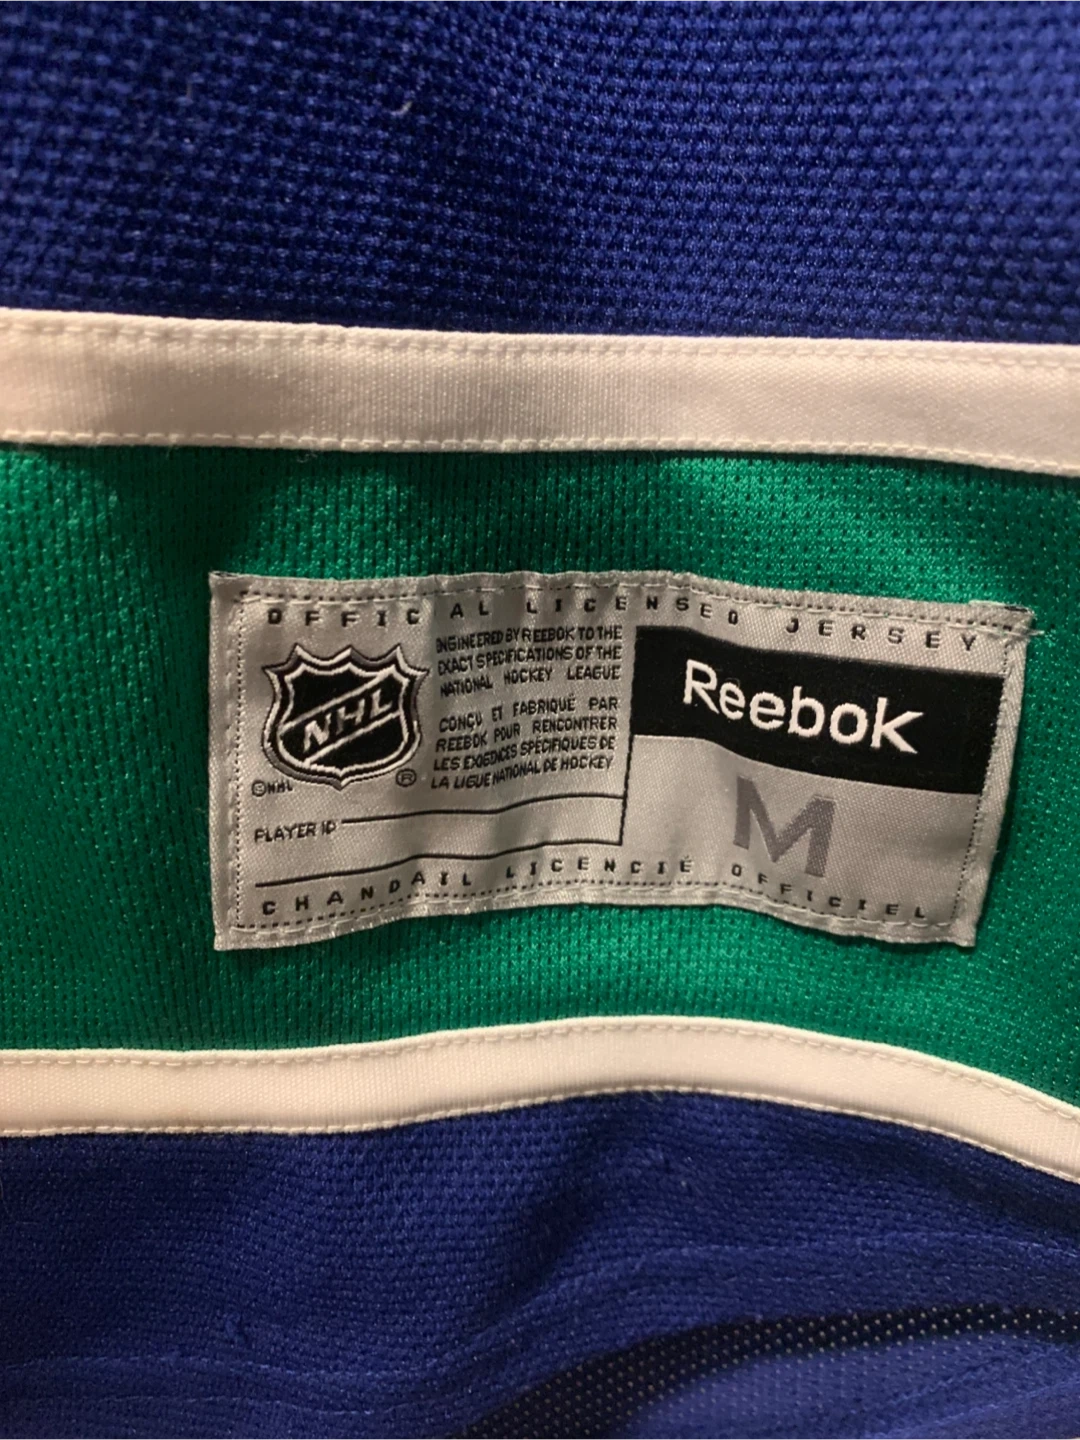 OFFICIAL LICENSED JERSEY
ENGINEERED BY REEBOK TO THE
EXACT SPECIFICATIONS OF THE
NATIONAL HOCKEY LEAGUE
CONÇU ET FABRIQUÉ PAR
REEBOK POUR RENCONTRER
LES EXIGENCES SPÉCIFIQUES DE
LA LIGUE NATIONAL DE HOCKEY
NHL
®
©NHL
PLAYER ID
Reebok
M
CHANDAIL LICENCIÉ OFFICIEL